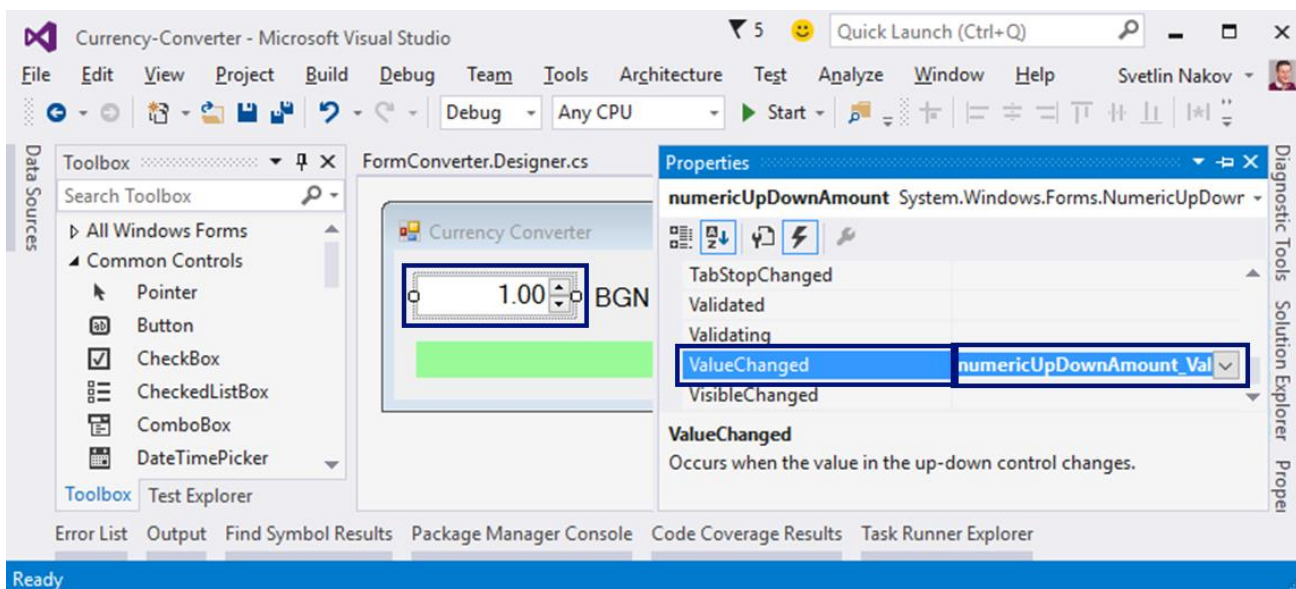 Currency-Converter - Microsoft Visual Studio 5 Quick Launch (Ctrl+Q)
File Edit View Project Build Debug Team Tools Architecture Test Analyze Window Help Svetlin Nakov
Debug Any CPU Start
Data Sources
Toolbox
Search Toolbox
All Windows Forms
Common Controls
Pointer
Button
CheckBox
CheckedListBox
ComboBox
DateTimePicker
Toolbox Test Explorer
FormConverter.Designer.cs
Currency Converter
1.00 BGN
Properties
numericUpDownAmount System.Windows.Forms.NumericUpDowr
TabStopChanged
Validated
Validating
ValueChanged numericUpDownAmount_Val
VisibleChanged
ValueChanged
Occurs when the value in the up-down control changes.
Diagnostic Tools
Solution Explorer
Proper
Error List Output Find Symbol Results Package Manager Console Code Coverage Results Task Runner Explorer
Ready